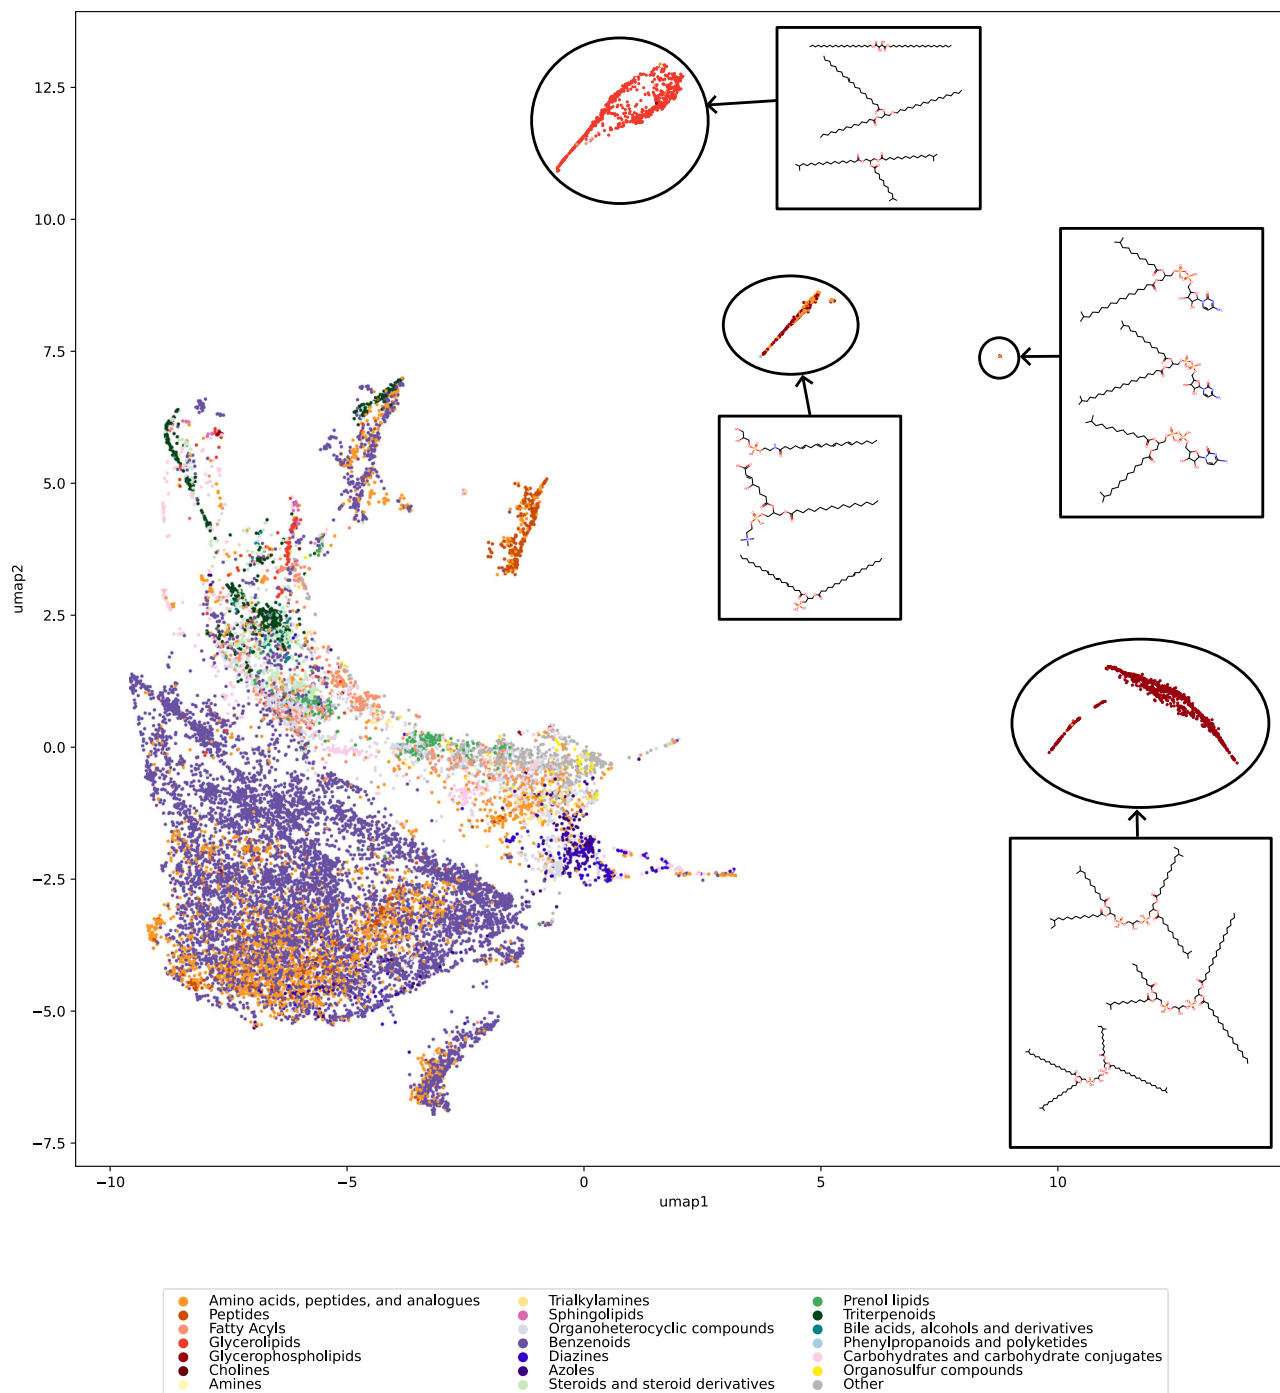 12.5
10.0
7.5
5.0
2.5
0.0
−2.5
−5.0
−7.5
umap2
−10
−5
0
5
10
umap1
Amino acids, peptides, and analogues
Peptides
Fatty Acyls
Glycerolipids
Glycerophospholipids
Cholines
Amines
Trialkylamines
Sphingolipids
Organoheterocyclic compounds
Benzenoids
Diazines
Azoles
Steroids and steroid derivatives
Prenol lipids
Triterpenoids
Bile acids, alcohols and derivatives
Phenylpropanoids and polyketides
Carbohydrates and carbohydrate conjugates
Organosulfur compounds
Other